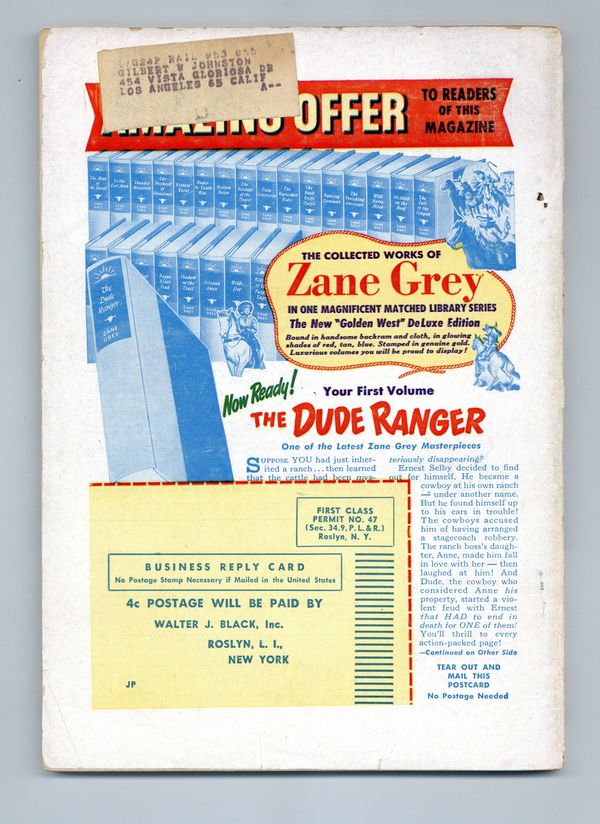 GILBERT W JOHNSTON
454 VISTA GLORIOSA DR
LOS ANGELES 65 CALIF
A--
AMAZING OFFER
TO READERS
OF THIS
MAGAZINE
THE COLLECTED WORKS OF
Zane Grey
IN ONE MAGNIFICENT MATCHED LIBRARY SERIES
The New "Golden West" DeLuxe Edition
Bound in handsome buckram and cloth, in glowing
shades of red, tan, blue. Stamped in genuine gold.
Luxurious volumes you will be proud to display!
The
Dude
Ranger
ZANE
GREY
Now Ready!
Your First Volume
THE DUDE RANGER
One of the Latest Zane Grey Masterpieces
SUPPOSE YOU had just inher-
ited a ranch...then learned
that the cattle had been mys-
teriously disappearing?
Ernest Selby decided to find
out for himself. He became a
cowboy at his own ranch
— under another name.
But he found himself up
to his ears in trouble!
The cowboys accused
him of having arranged
a stagecoach robbery.
The ranch boss's daugh-
ter, Anne, made him fall
in love with her — then
laughed at him! And
Dude, the cowboy who
considered Anne his
property, started a vio-
lent feud with Ernest
that HAD to end in
death for ONE of them!
You'll thrill to every
action-packed page!
—Continued on Other Side
TEAR OUT AND
MAIL THIS
POSTCARD
No Postage Needed
FIRST CLASS
PERMIT NO. 47
(Sec. 34.9, P.L.&R.)
Roslyn, N. Y.
BUSINESS REPLY CARD
No Postage Stamp Necessary if Mailed in the United States
4c POSTAGE WILL BE PAID BY
WALTER J. BLACK, Inc.
ROSLYN, L. I.,
NEW YORK
JP